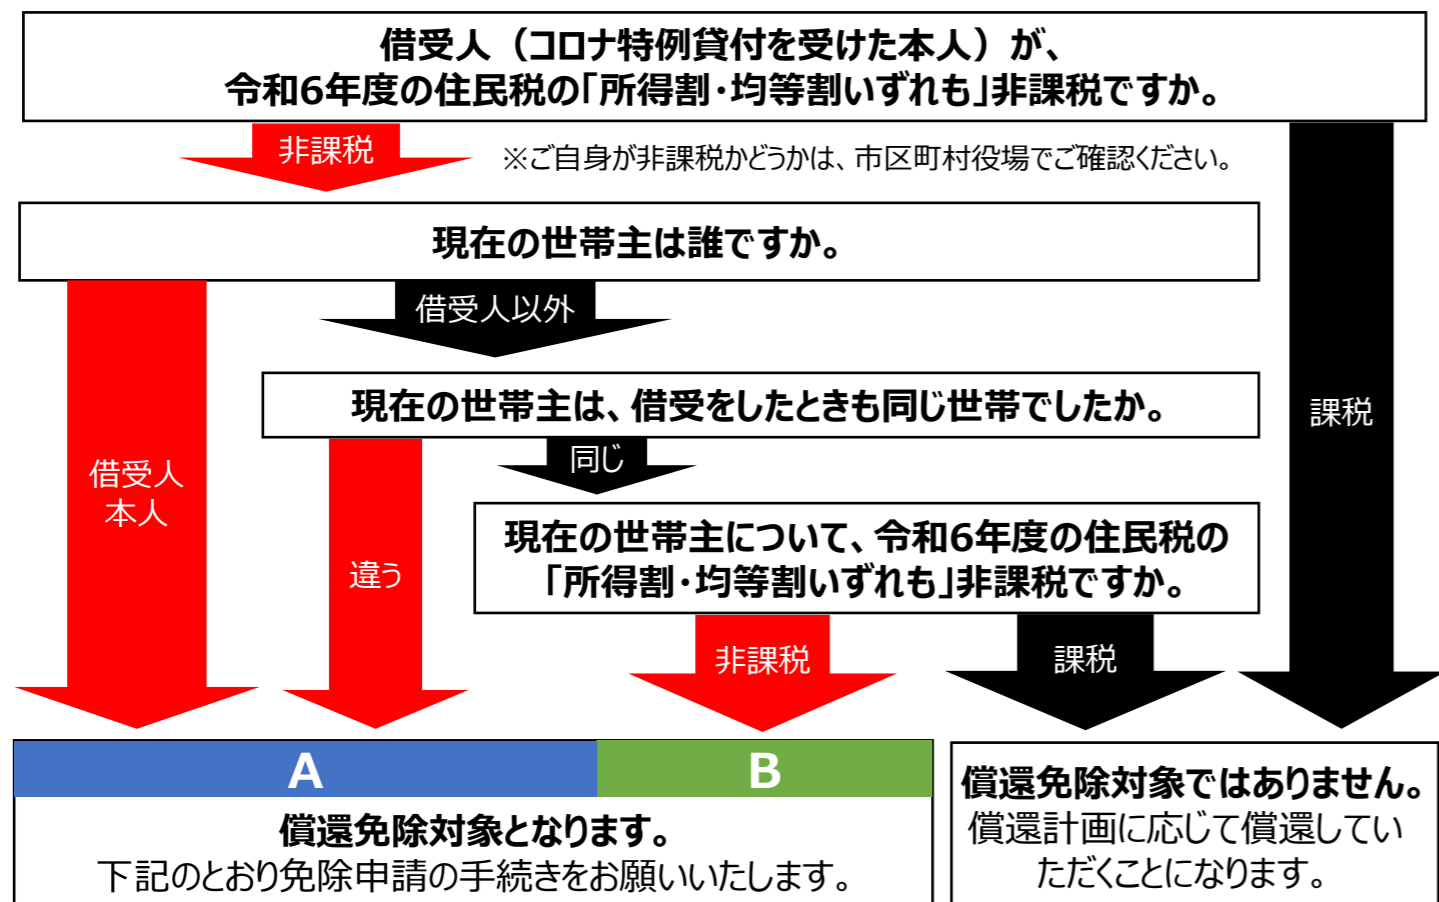 借受人（コロナ特例貸付を受けた本人）が、
令和6年度の住民税の「所得割・均等割いずれも」非課税ですか。
非課税
※ご自身が非課税かどうかは、市区町村役場でご確認ください。
現在の世帯主は誰ですか。
借受人以外
現在の世帯主は、借受をしたときも同じ世帯でしたか。
課税
同じ
借受人
本人
違う
現在の世帯主について、令和6年度の住民税の
「所得割・均等割いずれも」非課税ですか。
非課税
課税
A
B
償還免除対象となります。
下記のとおり免除申請の手続きをお願いいたします。
償還免除対象ではありません。
償還計画に応じて償還してい
ただくことになります。